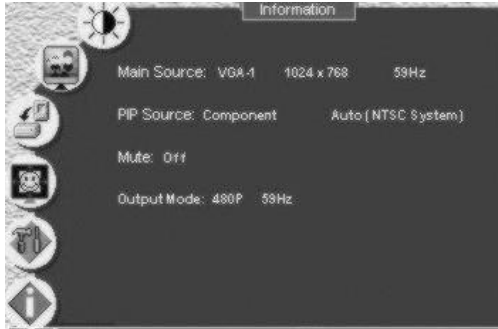 Information
Main Source: VGA-1 1024 x 768 59Hz
PIP Source: Component Auto ( NTSC System )
Mute: Off
Output Mode: 480P 59Hz